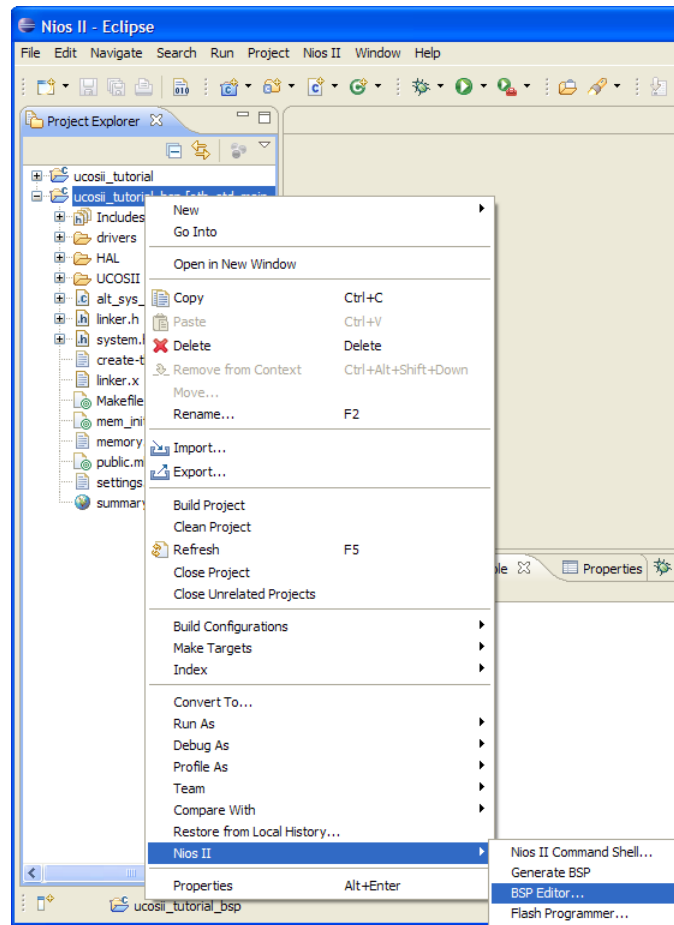 Nios II - Eclipse
File Edit Navigate Search Run Project Nios II Window Help
Project Explorer
ucosii_tutorial
ucosii_tutorial_bsp [eth_std_main
Includes
drivers
HAL
UCOSII
alt_sys_
linker.h
system.h
create-t
linker.x
Makefile
mem_ini
memory
public.m
settings
summary
New
Go Into
Open in New Window
Copy Ctrl+C
Paste Ctrl+V
Delete Delete
Remove from Context Ctrl+Alt+Shift+Down
Move...
Rename... F2
Import...
Export...
Build Project
Clean Project
Refresh F5
Close Project
Close Unrelated Projects
Build Configurations
Make Targets
Index
Convert To...
Run As
Debug As
Profile As
Team
Compare With
Restore from Local History...
Nios II
Properties Alt+Enter
Nios II Command Shell...
Generate BSP
BSP Editor...
Flash Programmer...
ole Properties
ucosii_tutorial_bsp